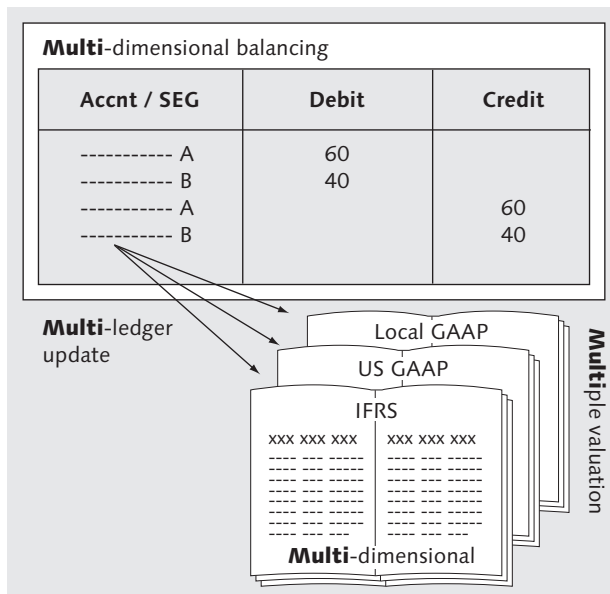 Multi-dimensional balancing
Accnt / SEG Debit Credit
----------- A 60
----------- B 40
----------- A 60
----------- B 40
Multi-ledger
update
Local GAAP
US GAAP
IFRS
xxx xxx xxx xxx xxx xxx
Multi-dimensional
Multiple valuation